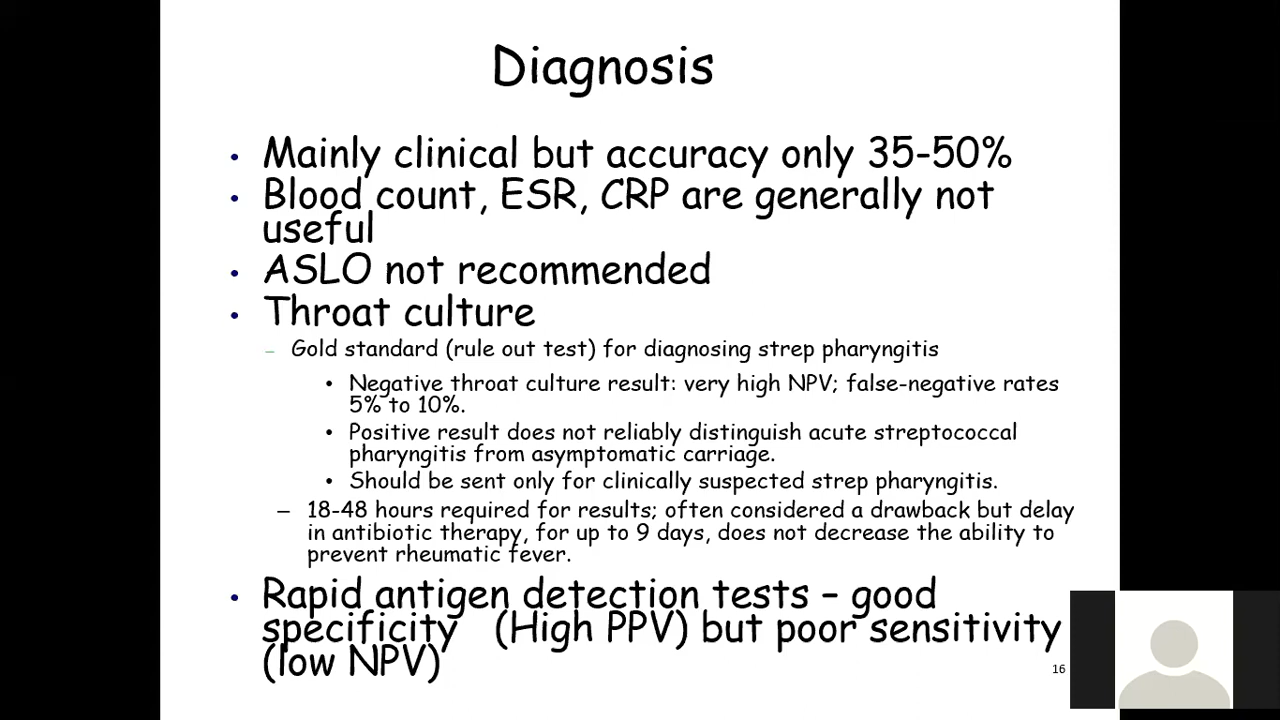 Diagnosis
• Mainly clinical but accuracy only 35-50%
• Blood count, ESR, CRP are generally not
useful
• ASLO not recommended
• Throat culture
– Gold standard (rule out test) for diagnosing strep pharyngitis
• Negative throat culture result: very high NPV; false-negative rates
5% to 10%.
• Positive result does not reliably distinguish acute streptococcal
pharyngitis from asymptomatic carriage.
• Should be sent only for clinically suspected strep pharyngitis.
– 18-48 hours required for results; often considered a drawback but delay
in antibiotic therapy, for up to 9 days, does not decrease the ability to
prevent rheumatic fever.
• Rapid antigen detection tests – good
specificity (High PPV) but poor sensitivity
(low NPV)
16